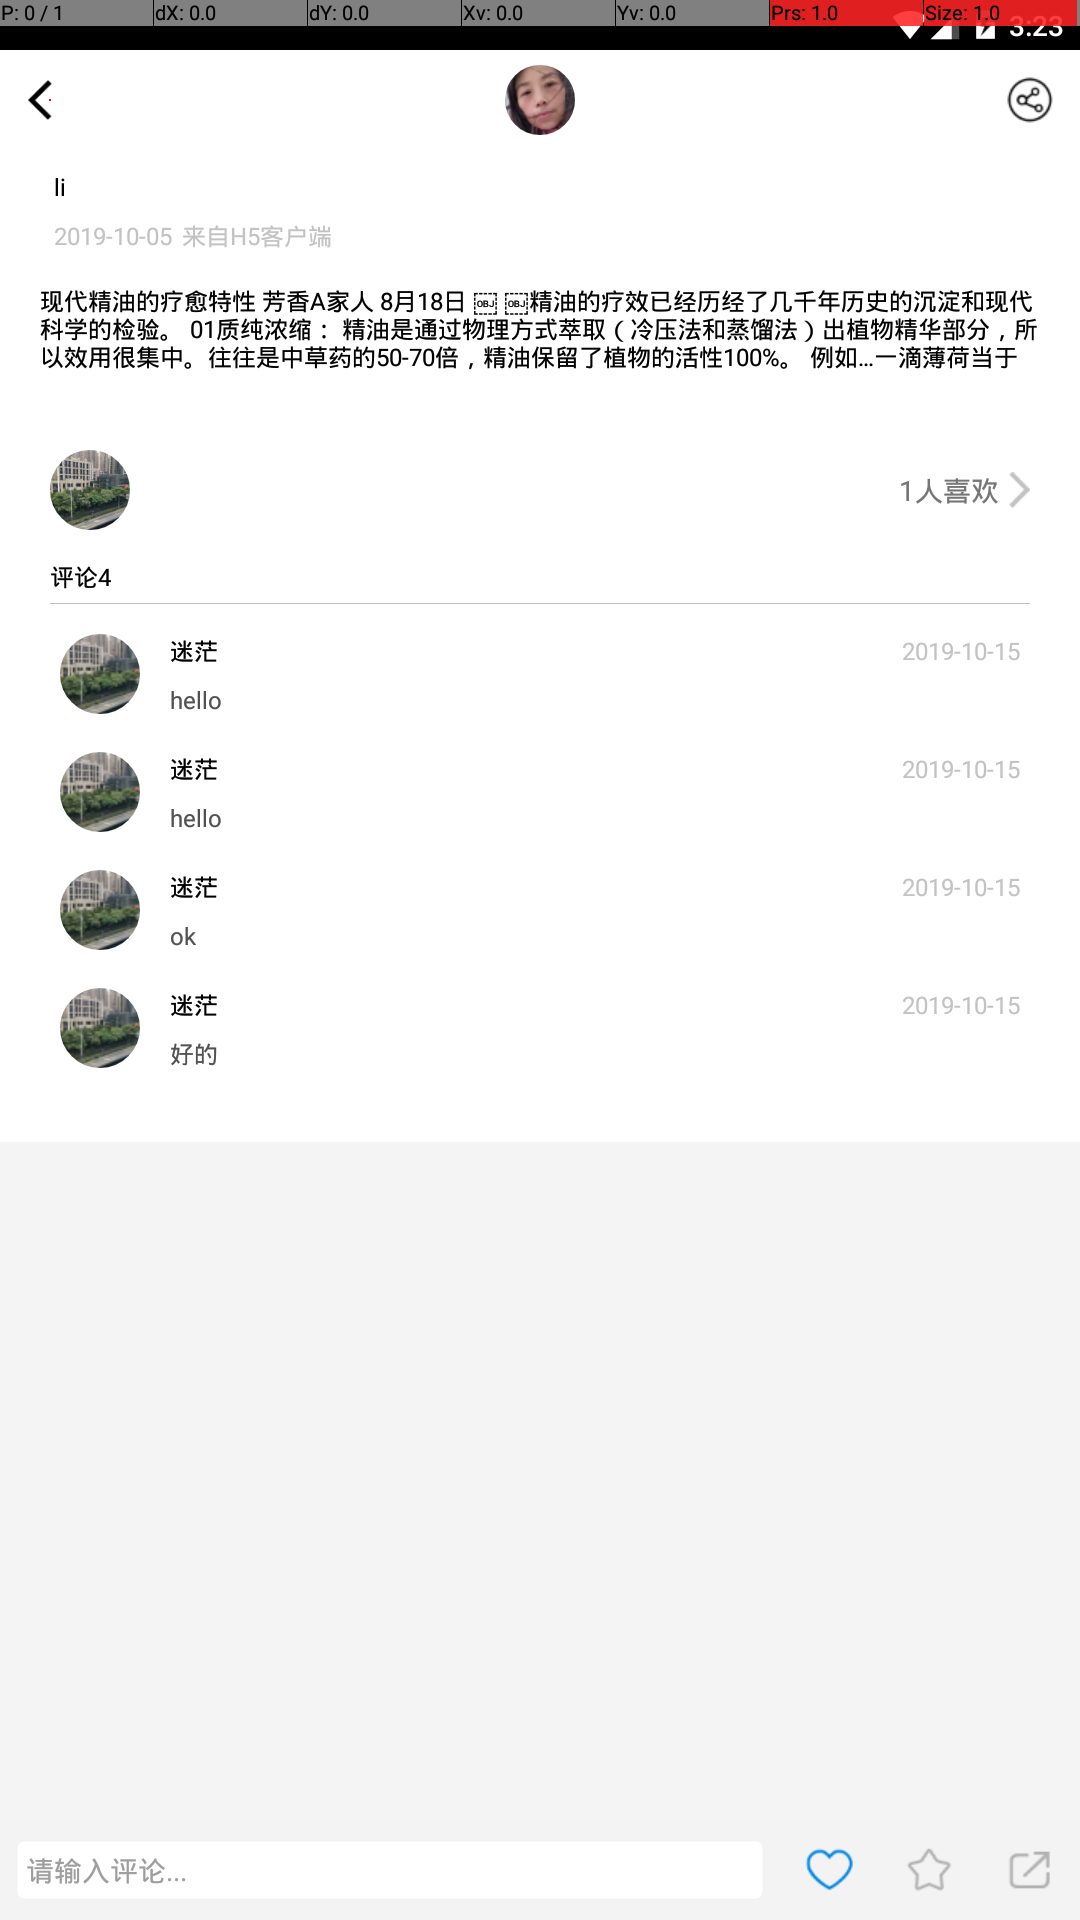 P: 0 / 1 dX: 0.0 dY: 0.0 Xv: 0.0 Yv: 0.0 Prs: 1.0 Size: 1.0
3:23
li
2019-10-05 来自H5客户端
现代精油的疗愈特性 芳香A家人 8月18日 ￼ ￼精油的疗效已经历经了几千年历史的沉淀和现代
科学的检验。 01质纯浓缩： 精油是通过物理方式萃取（冷压法和蒸馏法）出植物精华部分，所
以效用很集中。往往是中草药的50-70倍，精油保留了植物的活性100%。 例如...一滴薄荷当于
1人喜欢
评论4
迷茫 2019-10-15
hello
迷茫 2019-10-15
hello
迷茫 2019-10-15
ok
迷茫 2019-10-15
好的
请输入评论...